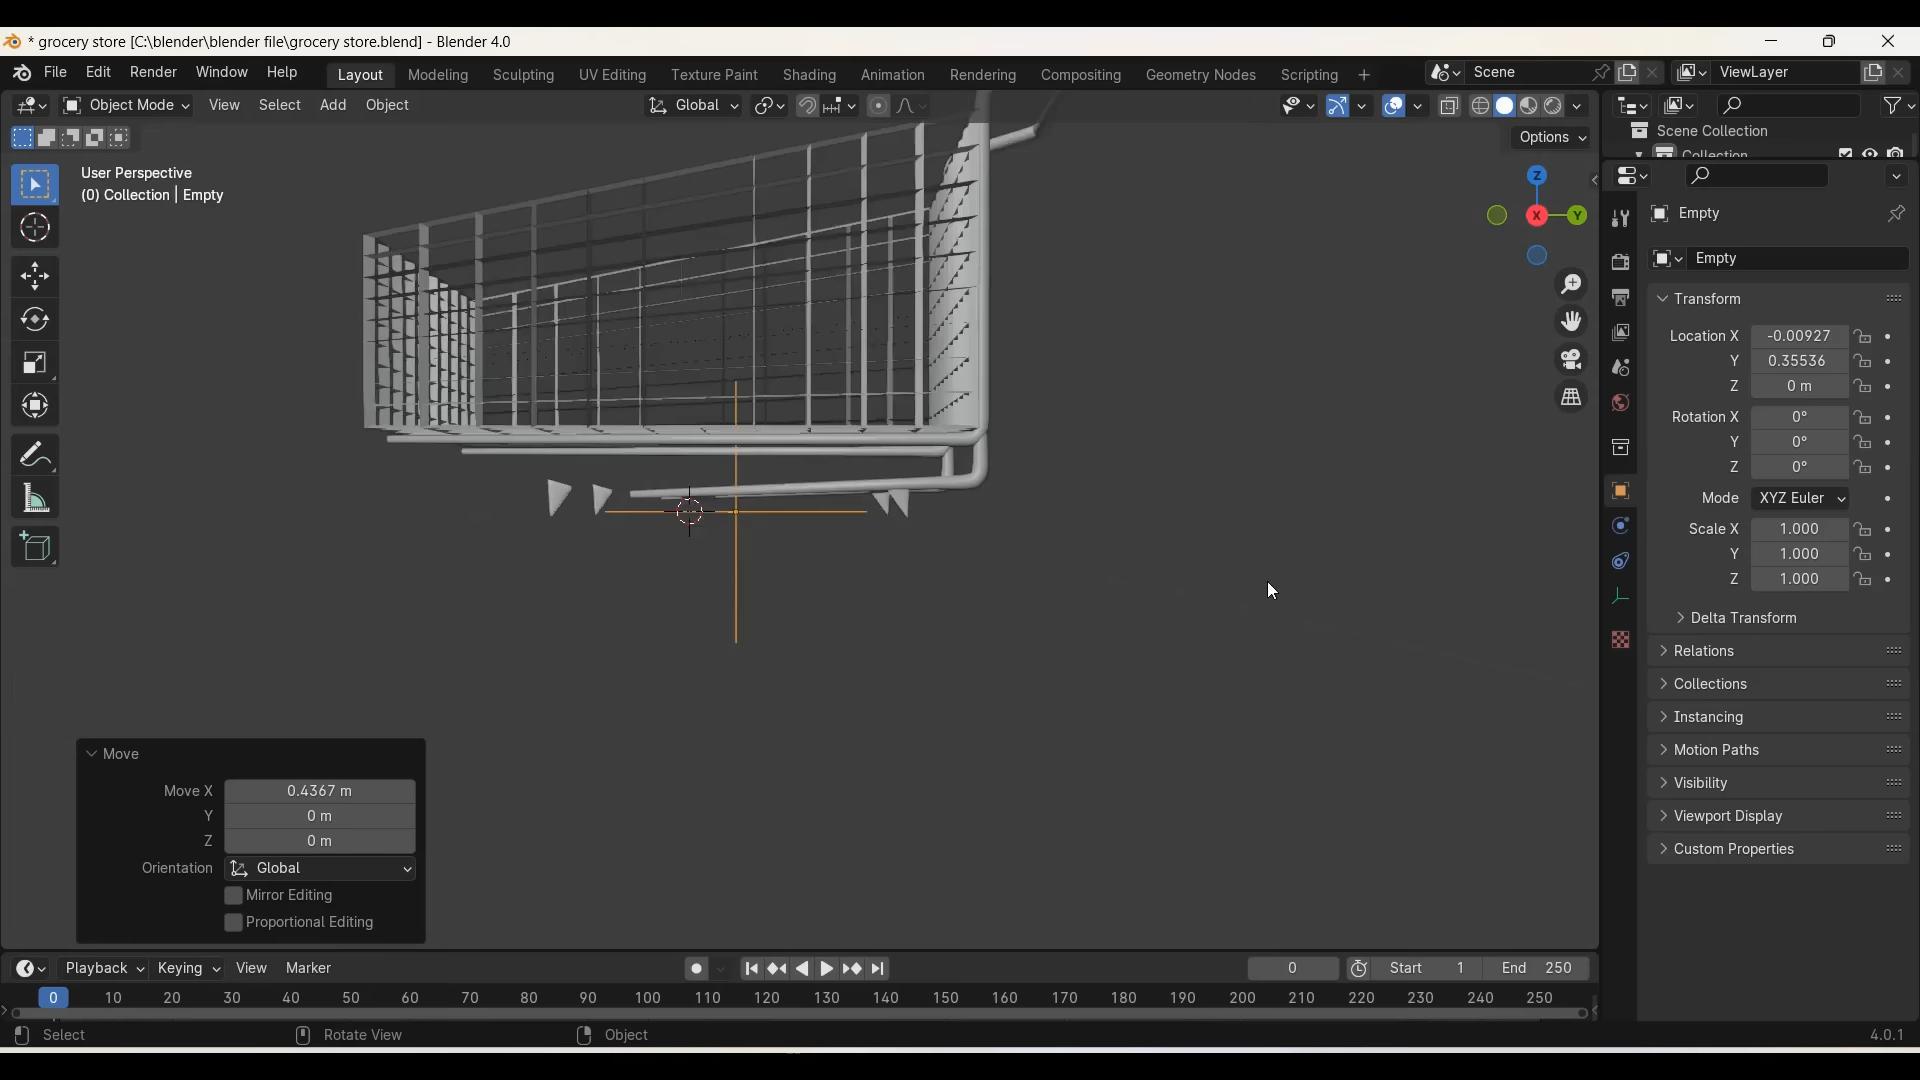 * grocery store [C:\blender\blender file\grocery store.blend] - Blender 4.0
File Edit Render Window Help Layout Modeling Sculpting UV Editing Texture Paint Shading Animation Rendering Compositing Geometry Nodes Scripting + Scene ViewLayer
Object Mode View Select Add Object Global
Options
Scene Collection
Collection
User Perspective
(0) Collection | Empty
Z
X
Y
Empty
Empty
Transform
Location X -0.00927
Y 0.35536
Z 0 m
Rotation X 0°
Y 0°
Z 0°
Mode XYZ Euler
Scale X 1.000
Y 1.000
Z 1.000
Delta Transform
Relations
Collections
Instancing
Motion Paths
Visibility
Viewport Display
Custom Properties
Move
Move X 0.4367 m
Y 0 m
Z 0 m
Orientation Global
Mirror Editing
Proportional Editing
Playback Keying View Marker 0 Start 1 End 250
0 10 20 30 40 50 60 70 80 90 100 110 120 130 140 150 160 170 180 190 200 210 220 230 240 250
Select Rotate View Object 4.0.1